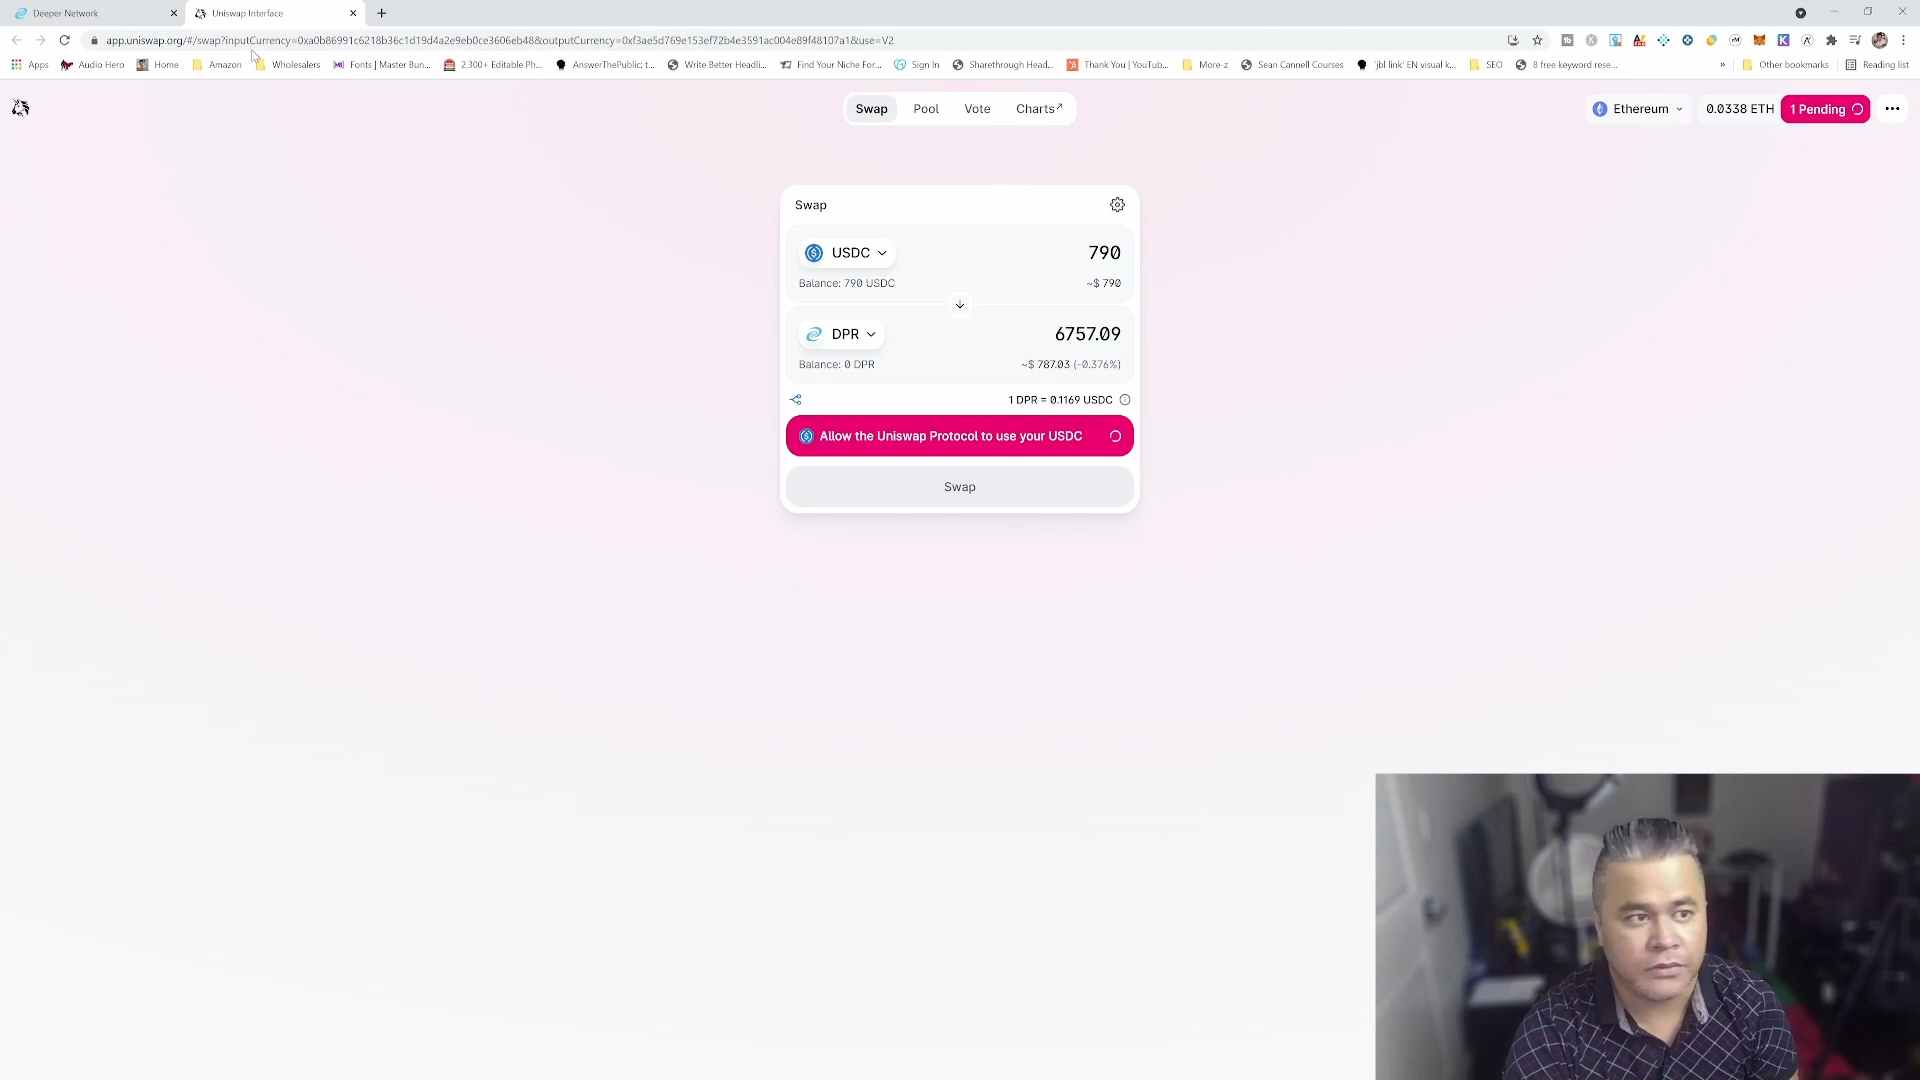 Deeper Network
Uniswap Interface
app.uniswap.org/#/swap?inputCurrency=0xa0b86991c6218b36c1d19d4a2e9eb0ce3606eb48&outputCurrency=0xf3ae5d769e153ef72b4e3591ac004e89f48107a1&use=V2
Apps
Audio Hero
Home
Amazon
Wholesalers
Fonts | Master Bun...
2,300+ Editable Ph...
AnswerThePublic: t...
Write Better Headli...
Find Your Niche For...
Sign In
Sharethrough Head...
Thank You | YouTub...
More-z
Sean Cannell Courses
'jbl link' EN visual k...
SEO
8 free keyword rese...
»
Other bookmarks
Reading list
Swap
Pool
Vote
Charts↗
Ethereum
0.0338 ETH
1 Pending
Swap
USDC
790
Balance: 790 USDC
~$ 790
DPR
6757.09
Balance: 0 DPR
~$ 787.03 (-0.376%)
1 DPR = 0.1169 USDC
Allow the Uniswap Protocol to use your USDC
Swap